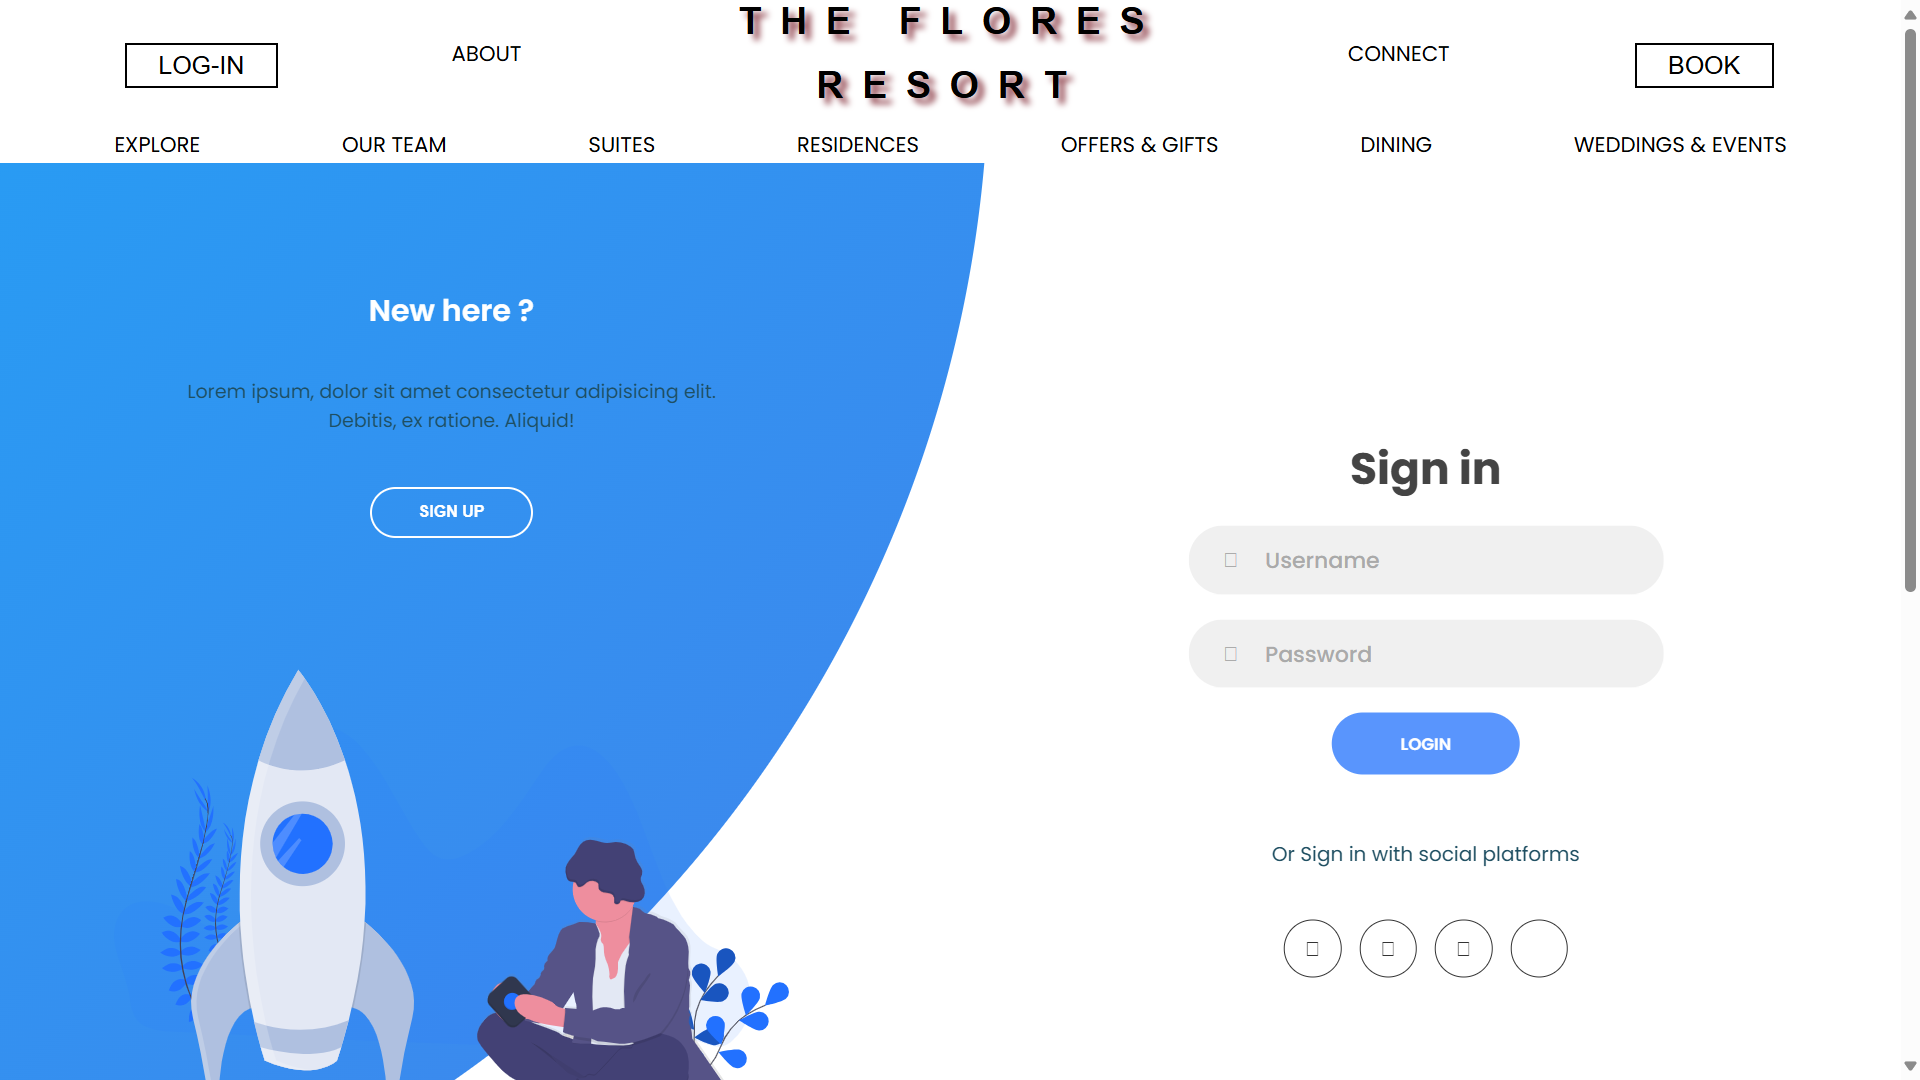 THE FLORES
RESORT
LOG-IN
ABOUT
CONNECT
BOOK
EXPLORE
OUR TEAM
SUITES
RESIDENCES
OFFERS & GIFTS
DINING
WEDDINGS & EVENTS
New here ?
Lorem ipsum, dolor sit amet consectetur adipisicing elit.
Debitis, ex ratione. Aliquid!
SIGN UP
Sign in
Username
Password
LOGIN
Or Sign in with social platforms